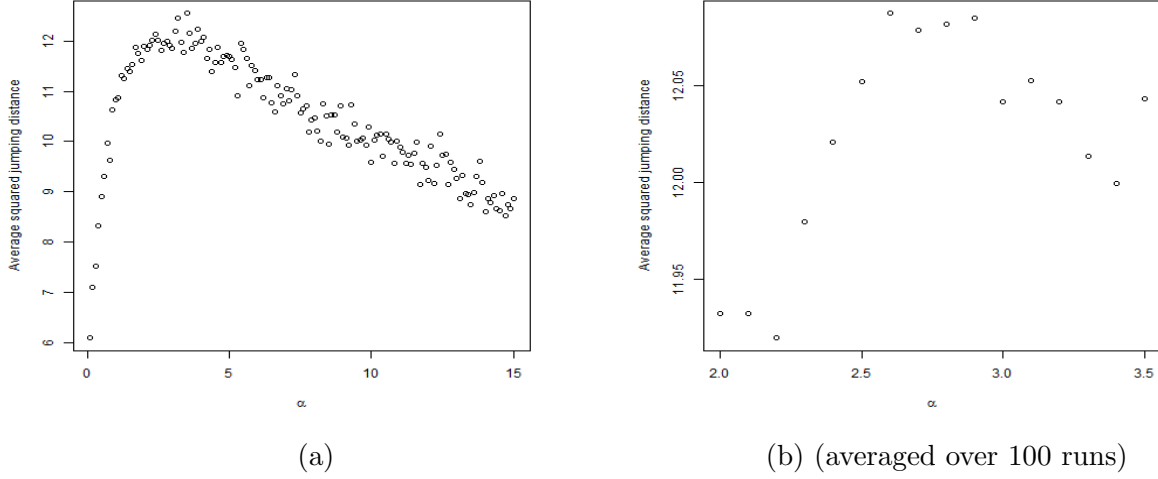 Average squared jumping distance
12
11
10
9
8
7
6
0 5 10 15
α
(a)
Average squared jumping distance
12.05
12.00
11.95
2.0 2.5 3.0 3.5
α
(b) (averaged over 100 runs)